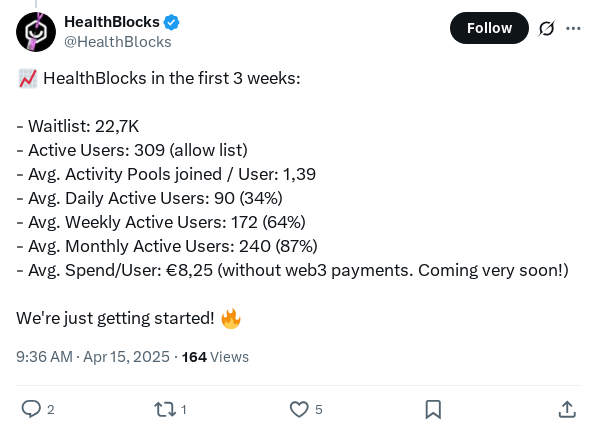 HealthBlocks
@HealthBlocks
Follow
📈 HealthBlocks in the first 3 weeks:
- Waitlist: 22,7K
- Active Users: 309 (allow list)
- Avg. Activity Pools joined / User: 1,39
- Avg. Daily Active Users: 90 (34%)
- Avg. Weekly Active Users: 172 (64%)
- Avg. Monthly Active Users: 240 (87%)
- Avg. Spend/User: €8,25 (without web3 payments. Coming very soon!)
We're just getting started! 🔥
9:36 AM · Apr 15, 2025 · 164 Views
2 1 5